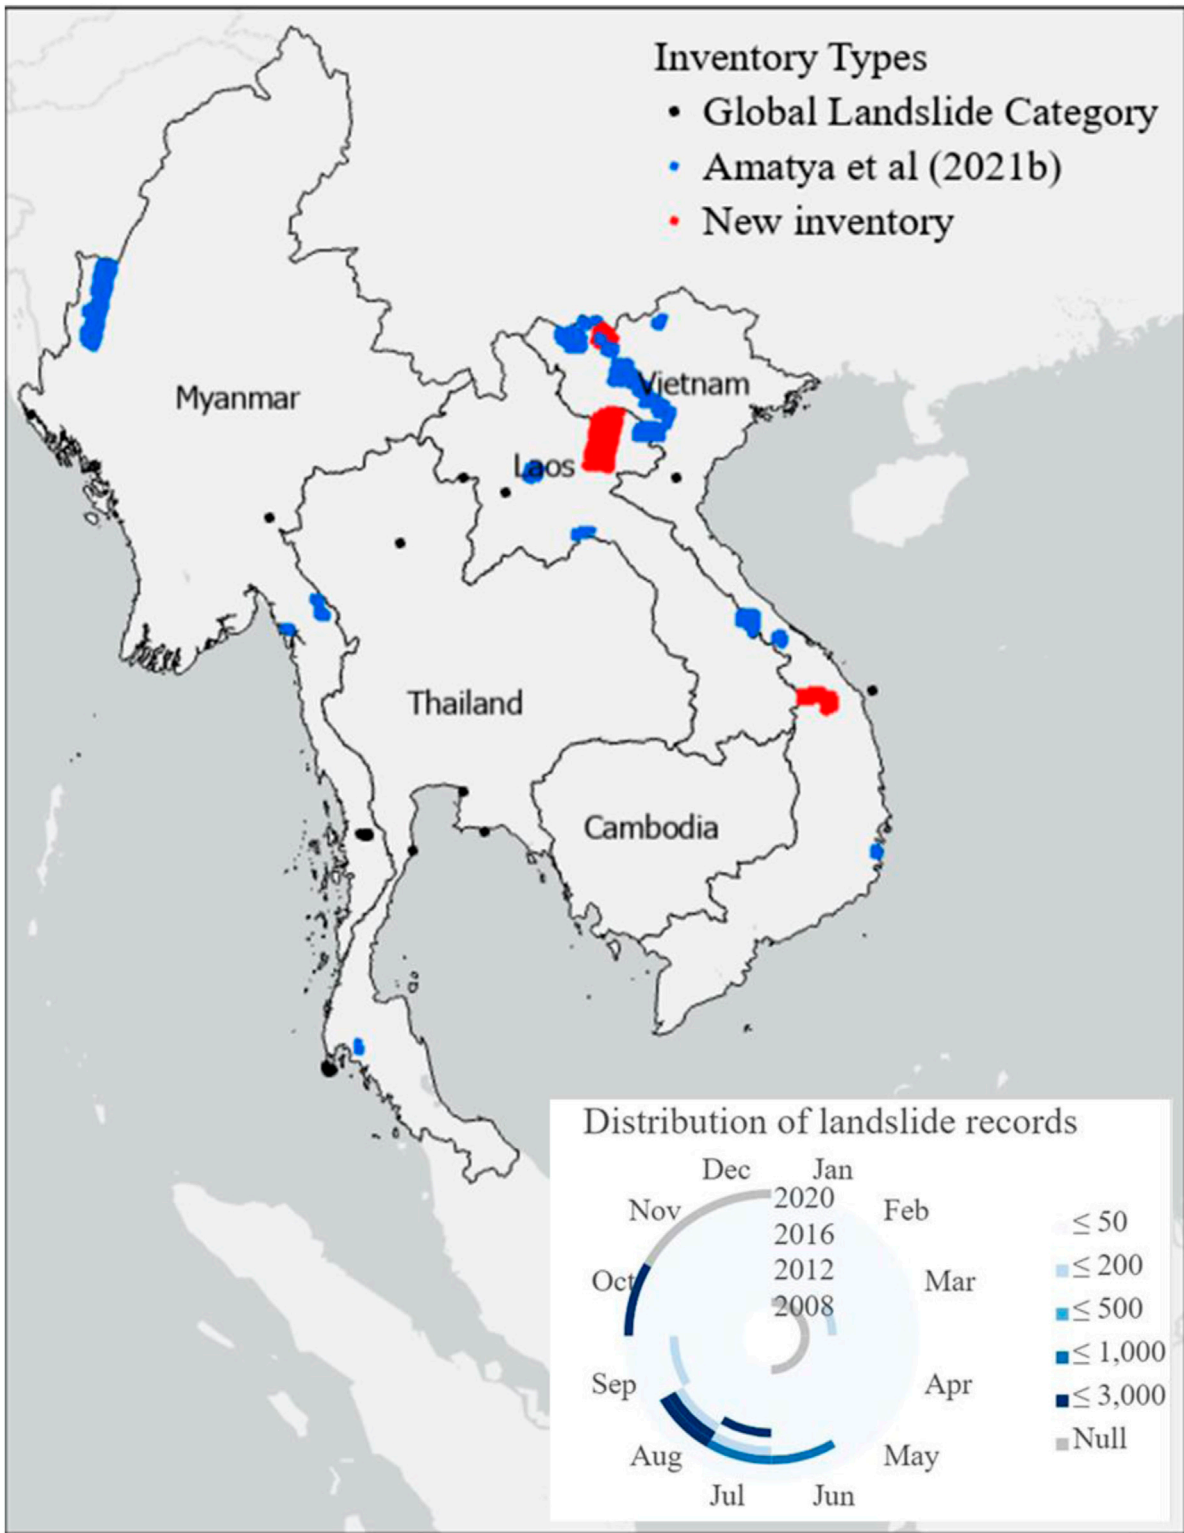 Inventory Types
Global Landslide Category
Amatya et al (2021b)
New inventory
Myanmar
Vietnam
Laos
Thailand
Cambodia
Distribution of landslide records
Dec
Jan
Nov
2020
Feb
2016
≤ 50
Oct
2012
Mar
≤ 200
2008
≤ 500
≤ 1,000
Sep
Apr
≤ 3,000
Aug
May
Null
Jul
Jun